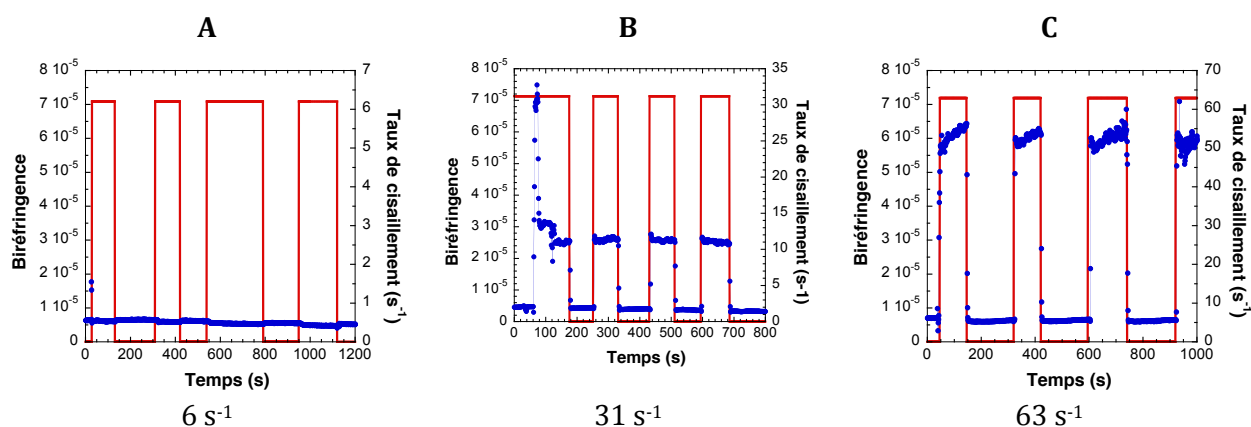 A
B
C
8 10-5
7 10-5
6 10-5
5 10-5
4 10-5
3 10-5
2 10-5
1 10-5
0
Biréfringence
7
6
5
4
3
2
1
0
Taux de cisaillement (s-1)
0 200 400 600 800 1000 1200
Temps (s)
6 s-1
8 10-5
7 10-5
6 10-5
5 10-5
4 10-5
3 10-5
2 10-5
1 10-5
0
Biréfringence
35
30
25
20
15
10
5
0
Taux de cisaillement (s-1)
0 100 200 300 400 500 600 700 800
Temps (s)
31 s-1
8 10-5
7 10-5
6 10-5
5 10-5
4 10-5
3 10-5
2 10-5
1 10-5
0
Biréfringence
70
60
50
40
30
20
10
0
Taux de cisaillement (s-1)
0 200 400 600 800 1000
Temps (s)
63 s-1